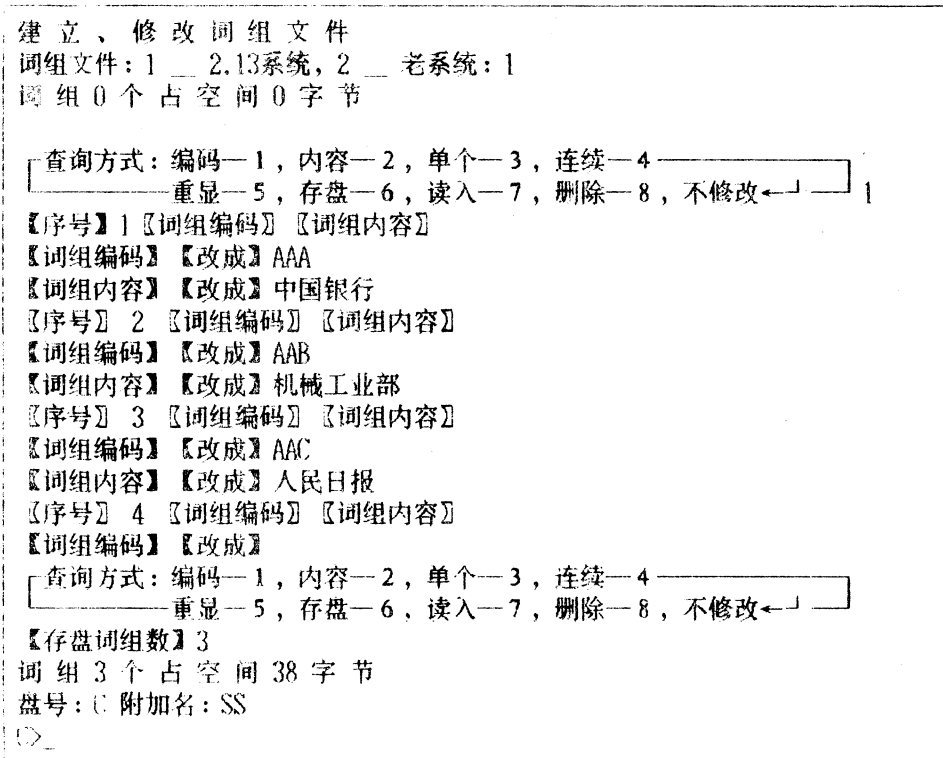 建 立 、 修 改 词 组 文 件
词组文件:1 __ 2.13系统, 2 __ 老系统:1
词 组 0 个 占 空 间 0 字 节
┌查询方式:编码—1,内容—2,单个—3,连续—4————┐
└————重显—5,存盘—6,读入—7,删除—8,不修改←┘ —┘ 1
【序号】1〖词组编码〗〖词组内容〗
【词组编码】【改成】AAA
【词组内容】【改成】中国银行
〖序号〗 2 〖词组编码〗〖词组内容〗
【词组编码】【改成】AAB
【词组内容】【改成】机械工业部
〖序号〗 3 〖词组编码〗〖词组内容〗
【词组编码】【改成】AAC
【词组内容】【改成】人民日报
〖序号〗 4 〖词组编码〗〖词组内容〗
【词组编码】【改成】
┌查询方式:编码—1,内容—2,单个—3,连续—4————┐
└————重显—5,存盘—6,读入—7,删除—8,不修改←┘ —┘
【存盘词组数】3
词 组 3 个 占 空 间 38 字 节
盘号:C 附加名:SS
C>_